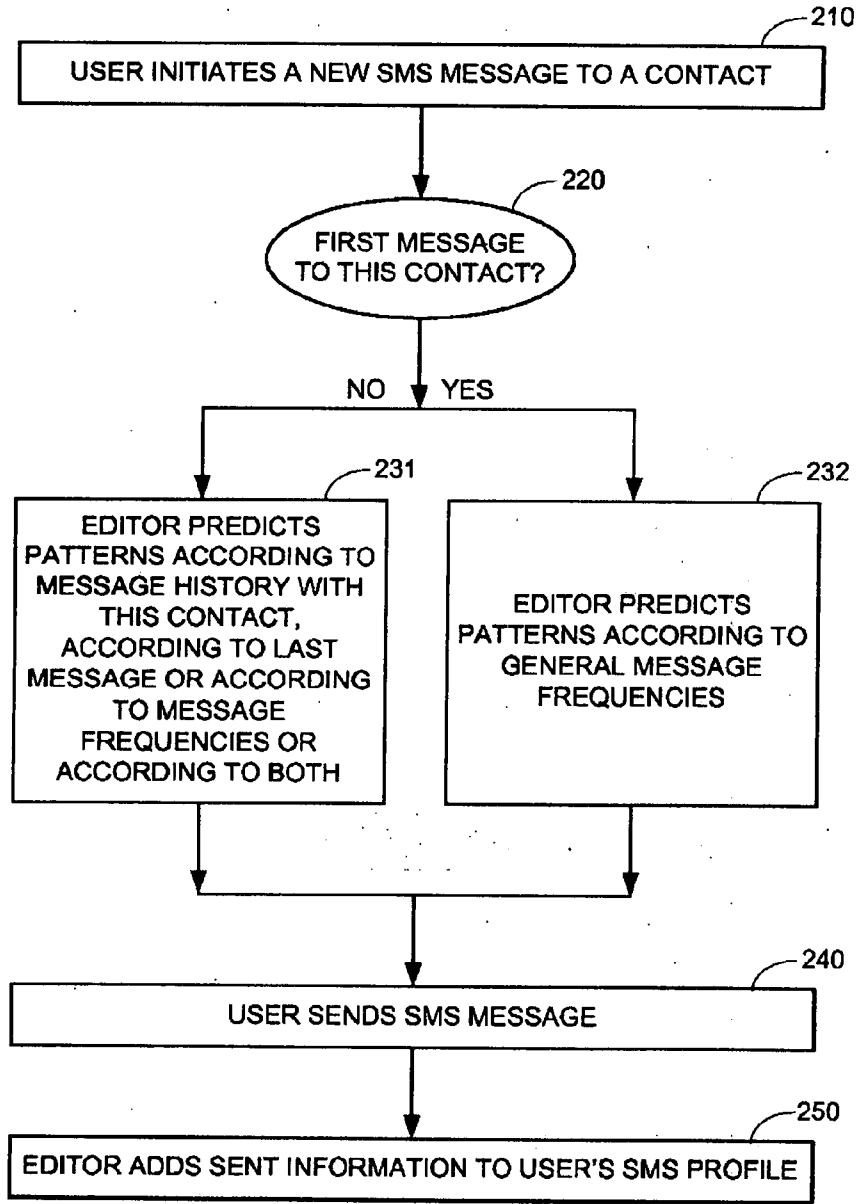 210
USER INITIATES A NEW SMS MESSAGE TO A CONTACT
220
FIRST MESSAGE
TO THIS CONTACT?
NO YES
231
EDITOR PREDICTS
PATTERNS ACCORDING TO
MESSAGE HISTORY WITH
THIS CONTACT,
ACCORDING TO LAST
MESSAGE OR ACCORDING
TO MESSAGE
FREQUENCIES OR
ACCORDING TO BOTH
232
EDITOR PREDICTS
PATTERNS ACCORDING TO
GENERAL MESSAGE
FREQUENCIES
240
USER SENDS SMS MESSAGE
250
EDITOR ADDS SENT INFORMATION TO USER'S SMS PROFILE